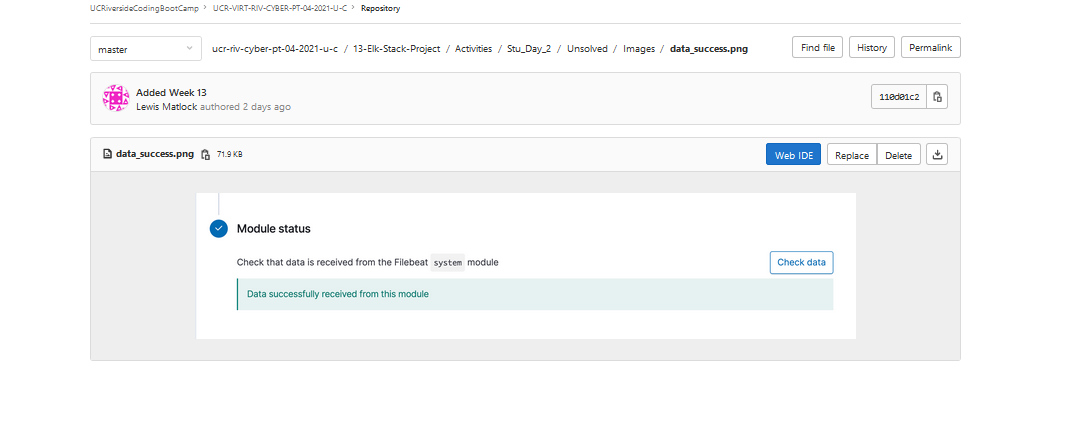 UCRiversideCodingBootCamp > UCR-VIRT-RIV-CYBER-PT-04-2021-U-C > Repository
master ucr-riv-cyber-pt-04-2021-u-c / 13-Elk-Stack-Project / Activities / Stu_Day_2 / Unsolved / Images / data_success.png Find file History Permalink
Added Week 13
Lewis Matlock authored 2 days ago
110d01c2
data_success.png 71.9 KB Web IDE Replace Delete
Module status
Check that data is received from the Filebeat system module Check data
Data successfully received from this module